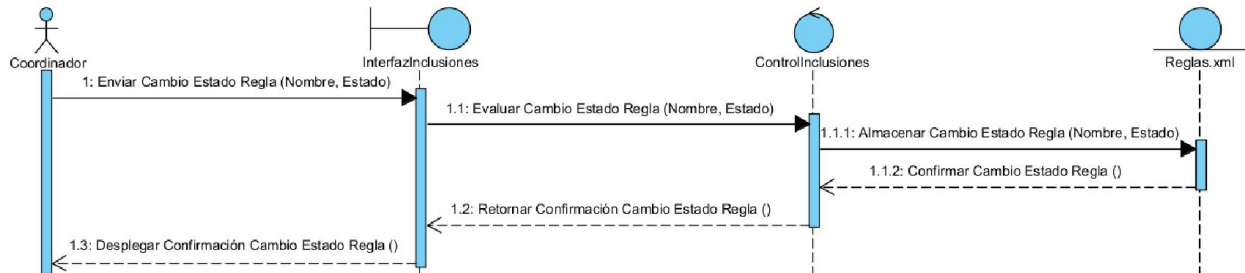 Coordinador
InterfazInclusiones
ControlInclusiones
Reglas.xml
1: Enviar Cambio Estado Regla (Nombre, Estado)
1.1: Evaluar Cambio Estado Regla (Nombre, Estado)
1.1.1: Almacenar Cambio Estado Regla (Nombre, Estado)
1.1.2: Confirmar Cambio Estado Regla ()
1.2: Retornar Confirmación Cambio Estado Regla ()
1.3: Desplegar Confirmación Cambio Estado Regla ()